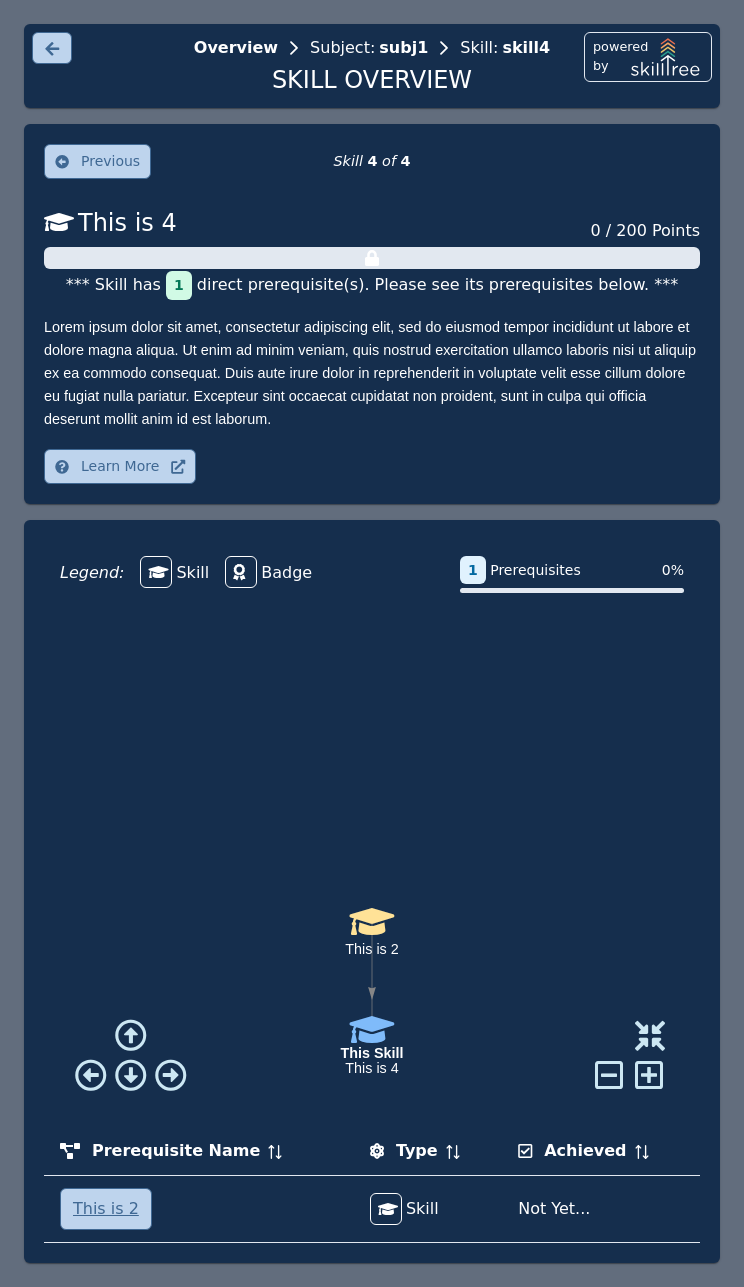 Overview > Subject: subj1 > Skill: skill4
SKILL OVERVIEW
powered
by skilltree
Previous
Skill 4 of 4
This is 4
0 / 200 Points
*** Skill has 1 direct prerequisite(s). Please see its prerequisites below. ***
Lorem ipsum dolor sit amet, consectetur adipiscing elit, sed do eiusmod tempor incididunt ut labore et
dolore magna aliqua. Ut enim ad minim veniam, quis nostrud exercitation ullamco laboris nisi ut aliquip
ex ea commodo consequat. Duis aute irure dolor in reprehenderit in voluptate velit esse cillum dolore
eu fugiat nulla pariatur. Excepteur sint occaecat cupidatat non proident, sunt in culpa qui officia
deserunt mollit anim id est laborum.
Learn More
Legend: Skill Badge
1 Prerequisites 0%
This is 2
This Skill
This is 4
Prerequisite Name Type Achieved
This is 2 Skill Not Yet...